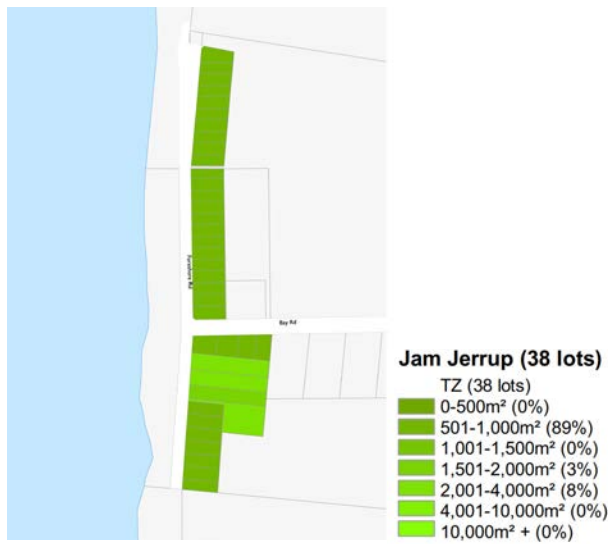 Foreshore Rd
Bay Rd
Jam Jerrup (38 lots)
TZ (38 lots)
0-500m² (0%)
501-1,000m² (89%)
1,001-1,500m² (0%)
1,501-2,000m² (3%)
2,001-4,000m² (8%)
4,001-10,000m² (0%)
10,000m² + (0%)